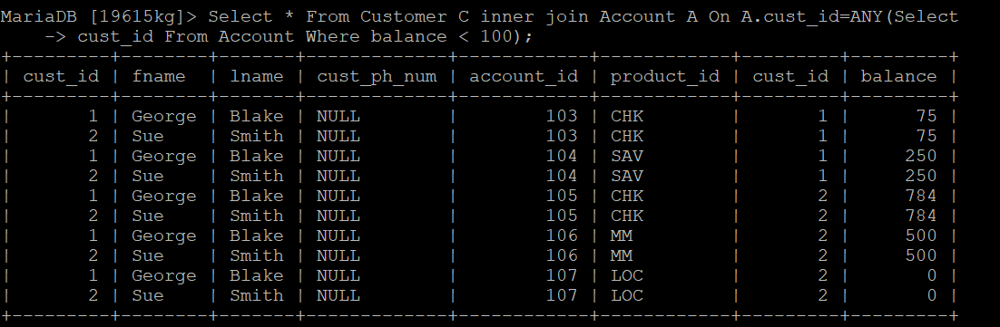 MariaDB [19615kg]> Select * From Customer C inner join Account A On A.cust_id=ANY(Select
    -> cust_id From Account Where balance < 100);
+---------+--------+-------+-------------+------------+------------+---------+---------+
| cust_id | fname  | lname | cust_ph_num | account_id | product_id | cust_id | balance |
+---------+--------+-------+-------------+------------+------------+---------+---------+
|       1 | George | Blake | NULL        |        103 | CHK        |       1 |      75 |
|       2 | Sue    | Smith | NULL        |        103 | CHK        |       1 |      75 |
|       1 | George | Blake | NULL        |        104 | SAV        |       1 |     250 |
|       2 | Sue    | Smith | NULL        |        104 | SAV        |       1 |     250 |
|       1 | George | Blake | NULL        |        105 | CHK        |       2 |     784 |
|       2 | Sue    | Smith | NULL        |        105 | CHK        |       2 |     784 |
|       1 | George | Blake | NULL        |        106 | MM         |       2 |     500 |
|       2 | Sue    | Smith | NULL        |        106 | MM         |       2 |     500 |
|       1 | George | Blake | NULL        |        107 | LOC        |       2 |       0 |
|       2 | Sue    | Smith | NULL        |        107 | LOC        |       2 |       0 |
+---------+--------+-------+-------------+------------+------------+---------+---------+